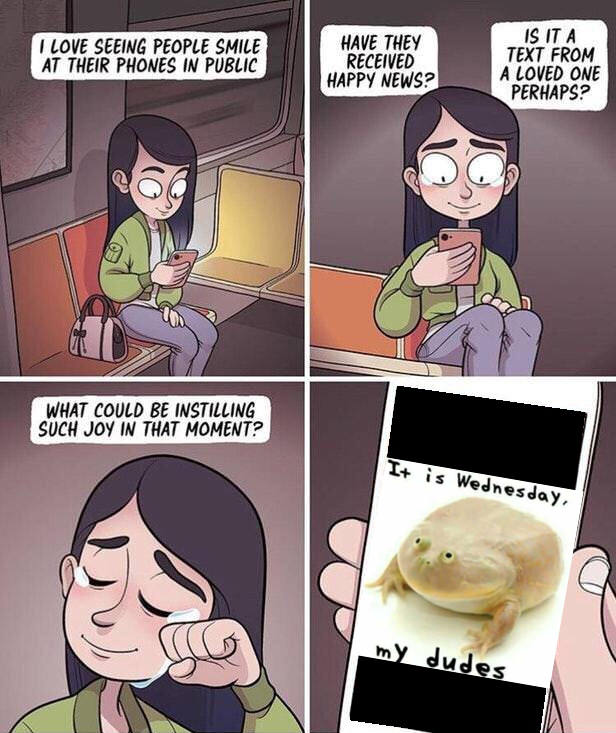 I LOVE SEEING PEOPLE SMILE
AT THEIR PHONES IN PUBLIC
HAVE THEY
RECEIVED
HAPPY NEWS?
IS IT A
TEXT FROM
A LOVED ONE
PERHAPS?
WHAT COULD BE INSTILLING
SUCH JOY IN THAT MOMENT?
It is Wednesday,
my dudes